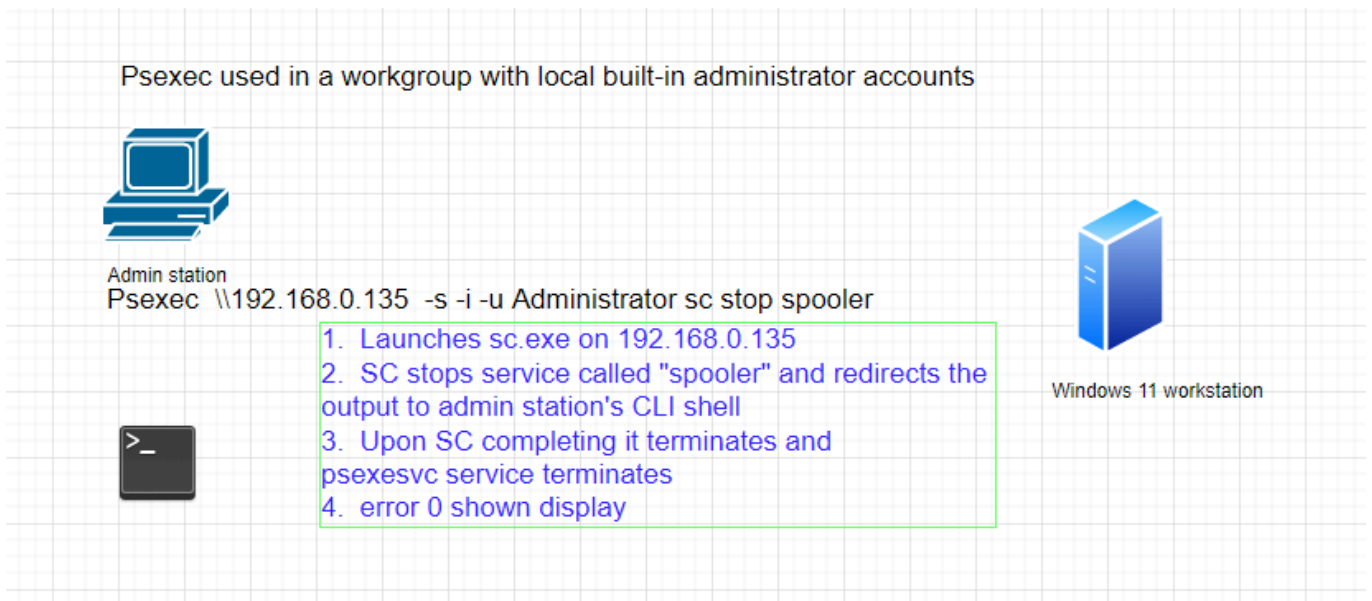 Psexec used in a workgroup with local built-in administrator accounts
Admin station
Psexec \\192.168.0.135 -s -i -u Administrator sc stop spooler
1. Launches sc.exe on 192.168.0.135
2. SC stops service called "spooler" and redirects the
output to admin station's CLI shell
3. Upon SC completing it terminates and
psexesvc service terminates
4. error 0 shown display
Windows 11 workstation
>_